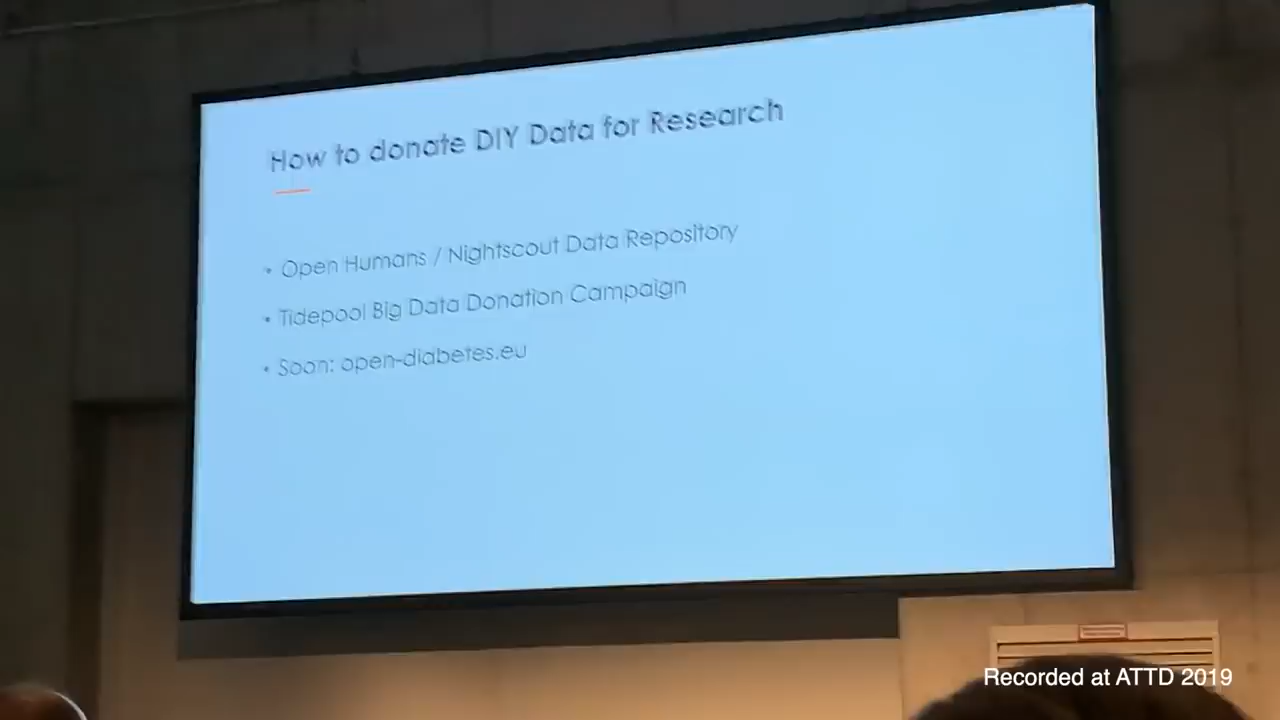 How to donate DIY Data for Research
• Open Humans / Nightscout Data Repository
• Tidepool Big Data Donation Campaign
• Soon: open-diabetes.eu
Recorded at ATTD 2019